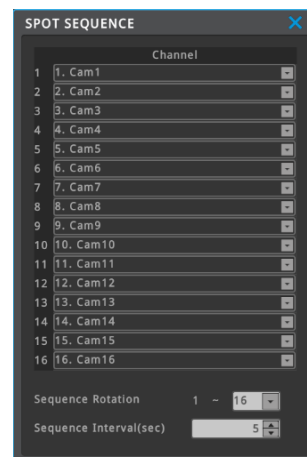 SPOT SEQUENCE
Channel
1 1. Cam1
2 2. Cam2
3 3. Cam3
4 4. Cam4
5 5. Cam5
6 6. Cam6
7 7. Cam7
8 8. Cam8
9 9. Cam9
10 10. Cam10
11 11. Cam11
12 12. Cam12
13 13. Cam13
14 14. Cam14
15 15. Cam15
16 16. Cam16
Sequence Rotation 1 ~ 16
Sequence Interval(sec) 5